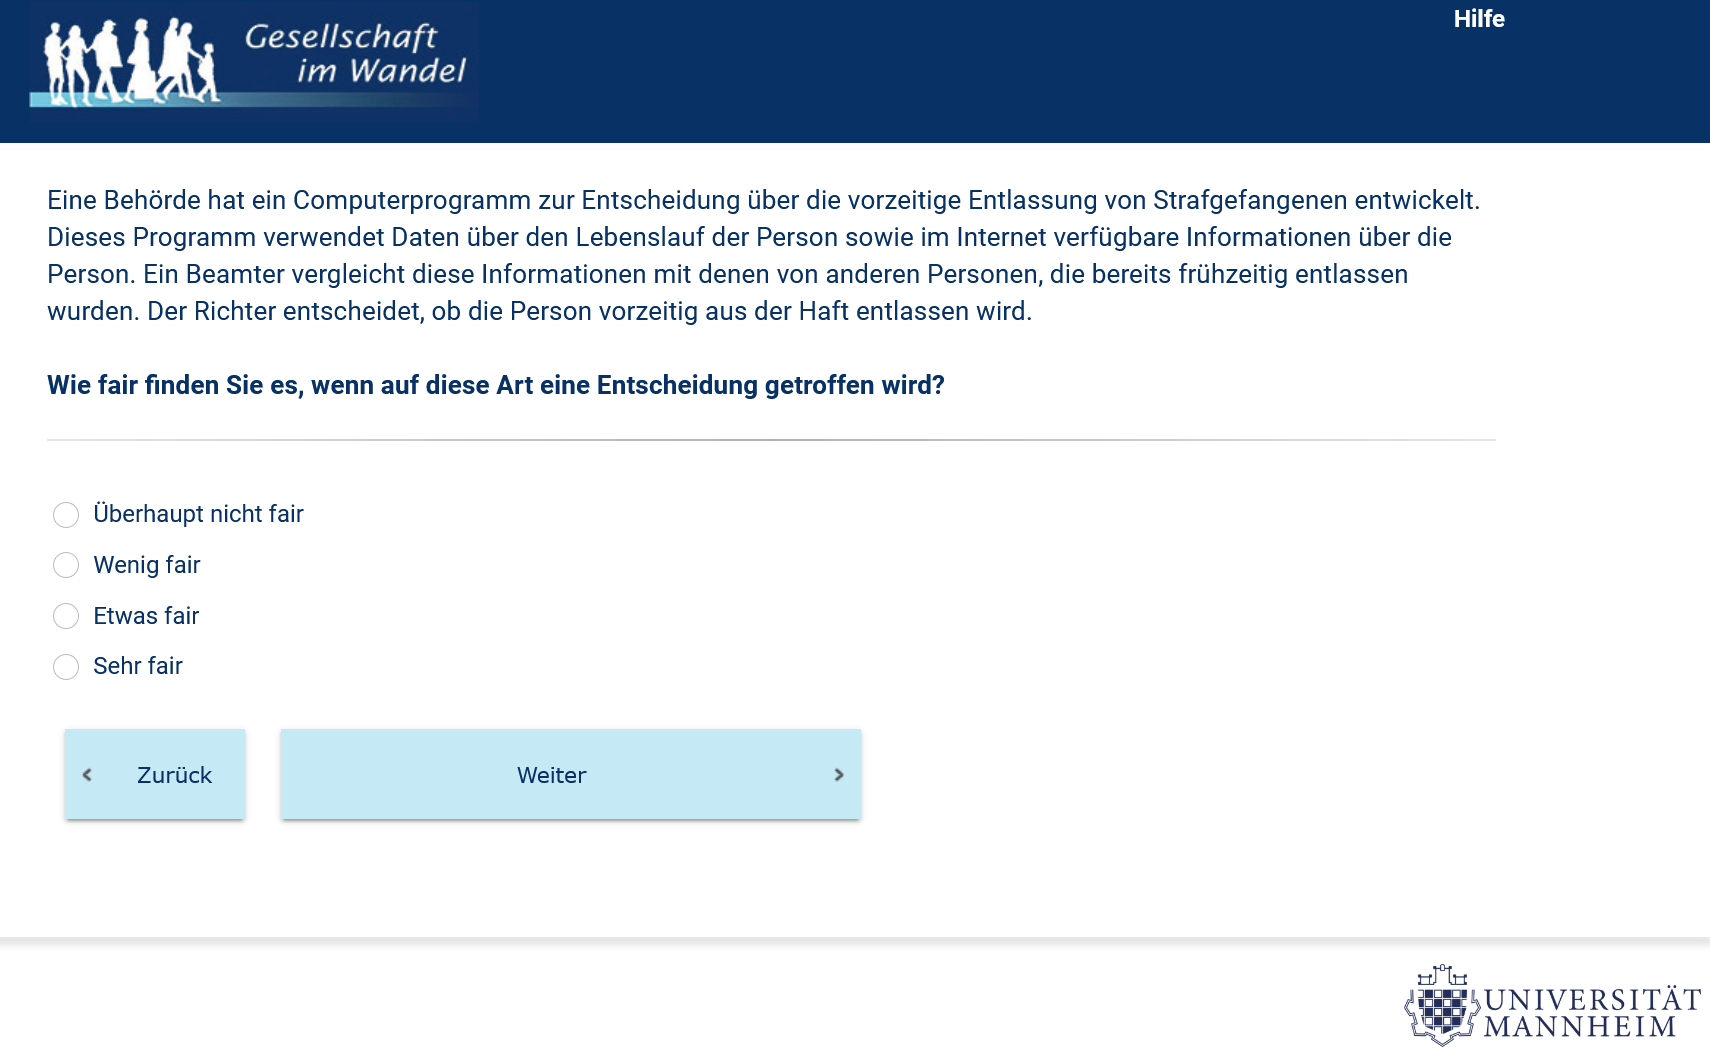 Gesellschaft
im Wandel
Hilfe
Eine Behörde hat ein Computerprogramm zur Entscheidung über die vorzeitige Entlassung von Strafgefangenen entwickelt.
Dieses Programm verwendet Daten über den Lebenslauf der Person sowie im Internet verfügbare Informationen über die
Person. Ein Beamter vergleicht diese Informationen mit denen von anderen Personen, die bereits frühzeitig entlassen
wurden. Der Richter entscheidet, ob die Person vorzeitig aus der Haft entlassen wird.
Wie fair finden Sie es, wenn auf diese Art eine Entscheidung getroffen wird?
Überhaupt nicht fair
Wenig fair
Etwas fair
Sehr fair
Zurück
Weiter
UNIVERSITÄT
MANNHEIM